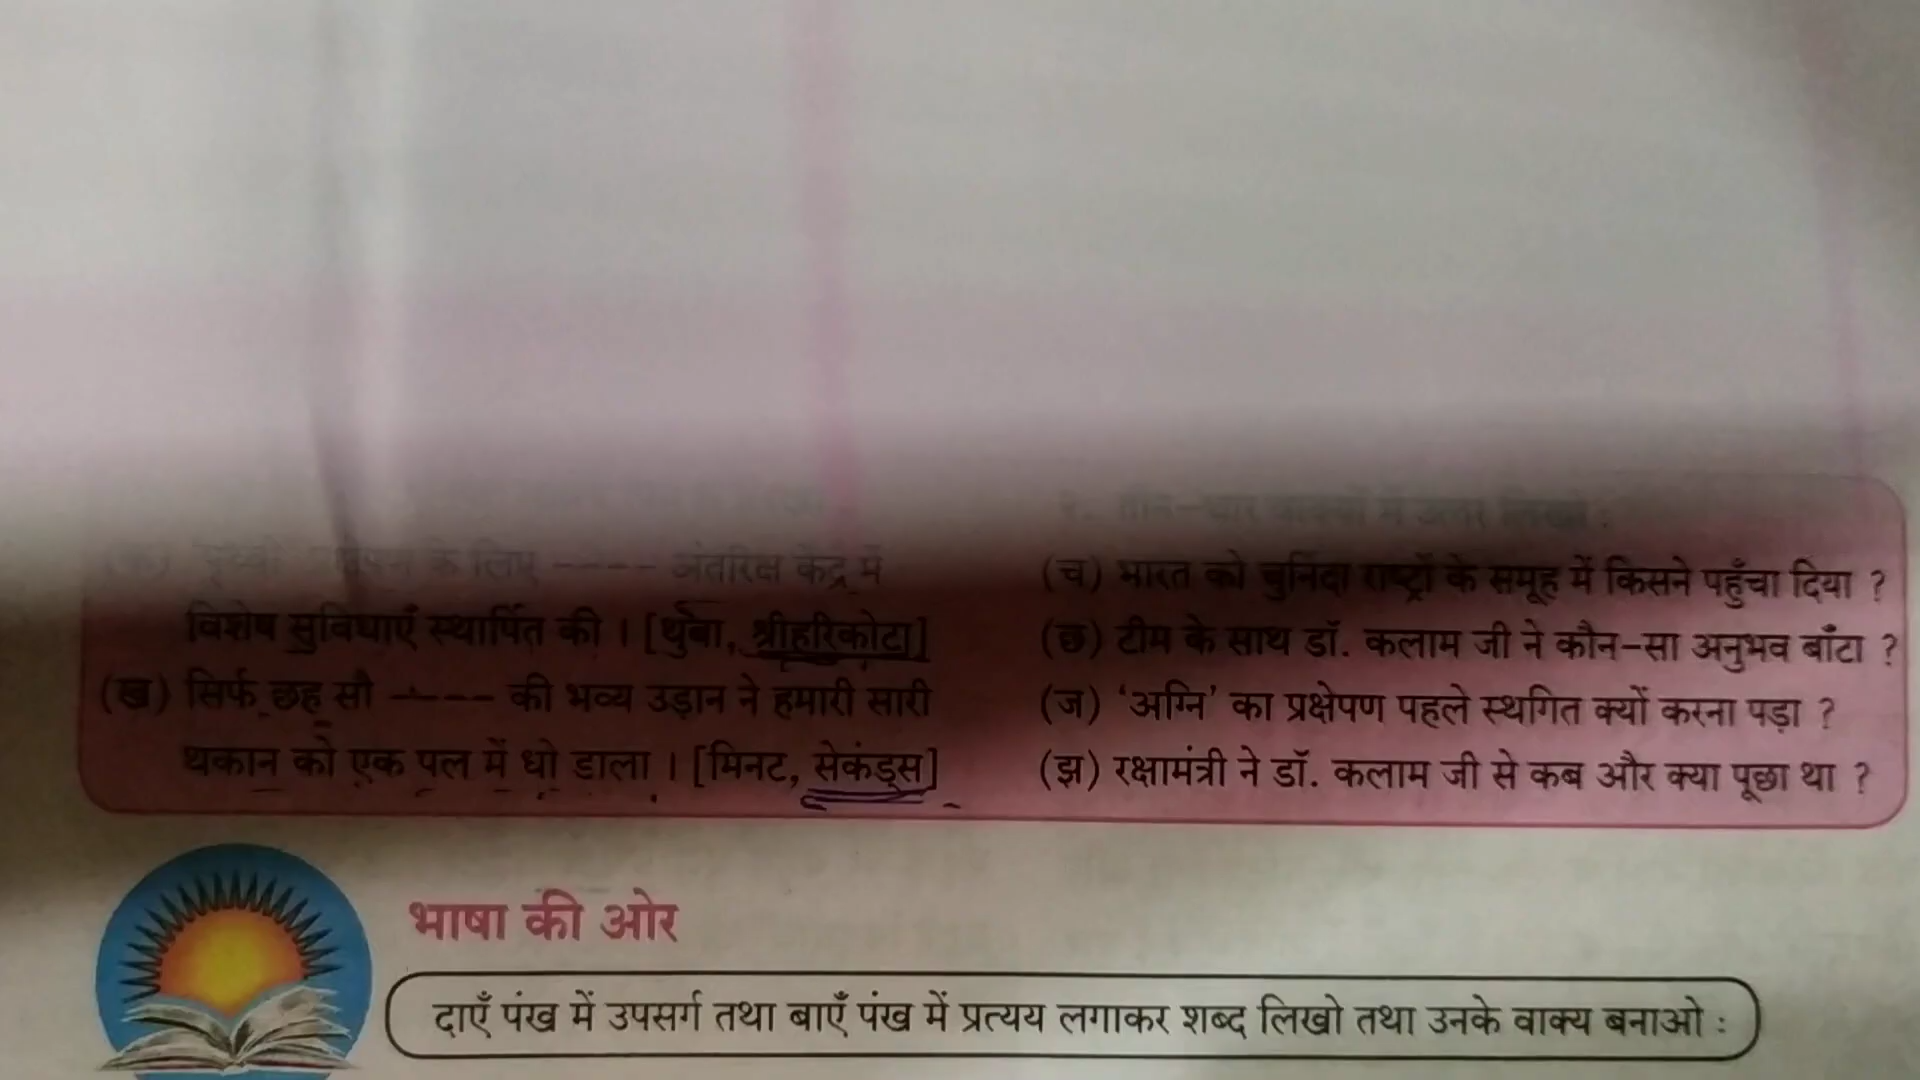 के लिए ---- अंतरिक्ष केंद्र में
विशेष सुविधाएँ स्थापित की । [थुंबा, श्रीहरिकोटा]
(ख) सिर्फ छह सौ ---- की भव्य उड़ान ने हमारी सारी
थकान को एक पल में धो डाला । [मिनट, सेकंड्स]
तीन-चार वाक्यों में उत्तर लिखो :
(च) भारत को चुनिंदा राष्ट्रों के समूह में किसने पहुँचा दिया ?
(छ) टीम के साथ डॉ. कलाम जी ने कौन-सा अनुभव बाँटा ?
(ज) ‘अग्नि’ का प्रक्षेपण पहले स्थगित क्यों करना पड़ा ?
(झ) रक्षामंत्री ने डॉ. कलाम जी से कब और क्या पूछा था ?
भाषा की ओर
दाएँ पंख में उपसर्ग तथा बाएँ पंख में प्रत्यय लगाकर शब्द लिखो तथा उनके वाक्य बनाओ :